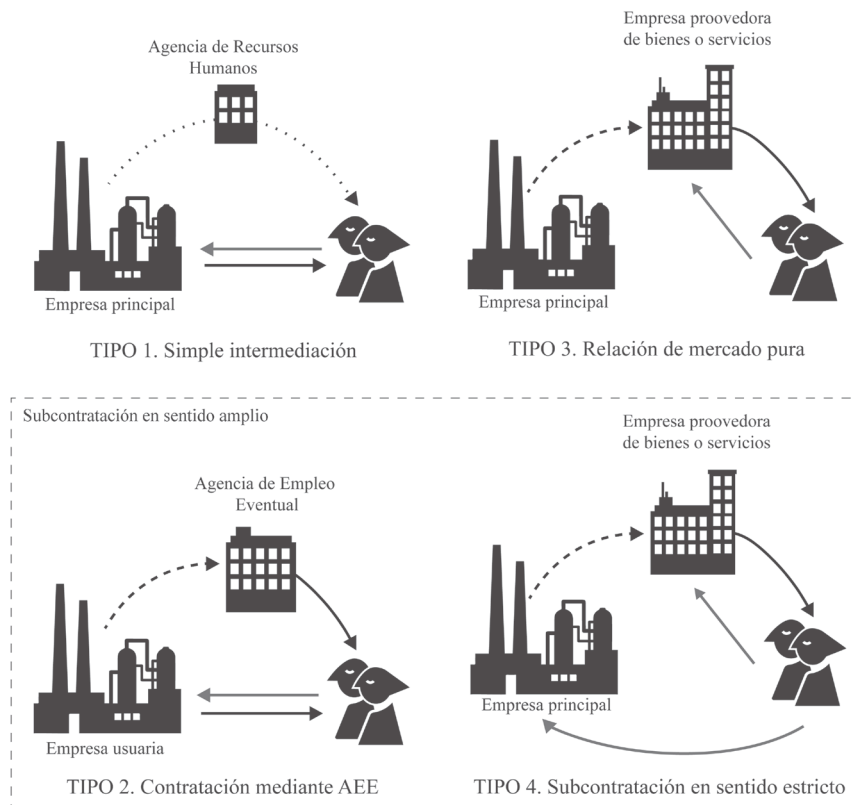 Agencia de Recursos
Humanos
Empresa principal
TIPO 1. Simple intermediación
Empresa proovedora
de bienes o servicios
Empresa principal
TIPO 3. Relación de mercado pura
Subcontratación en sentido amplio
Agencia de Empleo
Eventual
Empresa usuaria
TIPO 2. Contratación mediante AEE
Empresa proovedora
de bienes o servicios
Empresa principal
TIPO 4. Subcontratación en sentido estricto